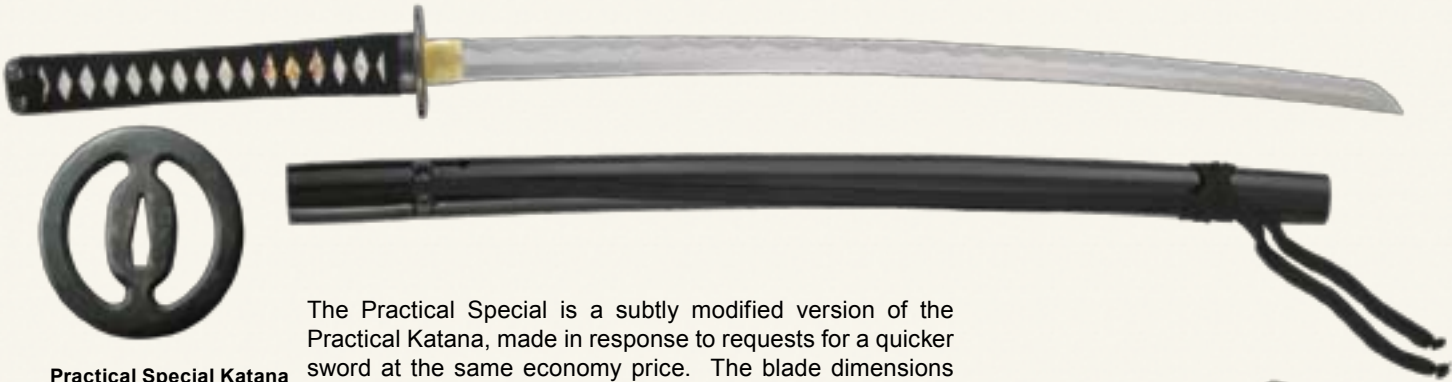 The Practical Special is a subtly modified version of the
Practical Katana, made in response to requests for a quicker
sword at the same economy price. The blade dimensions
Practical Special Katana